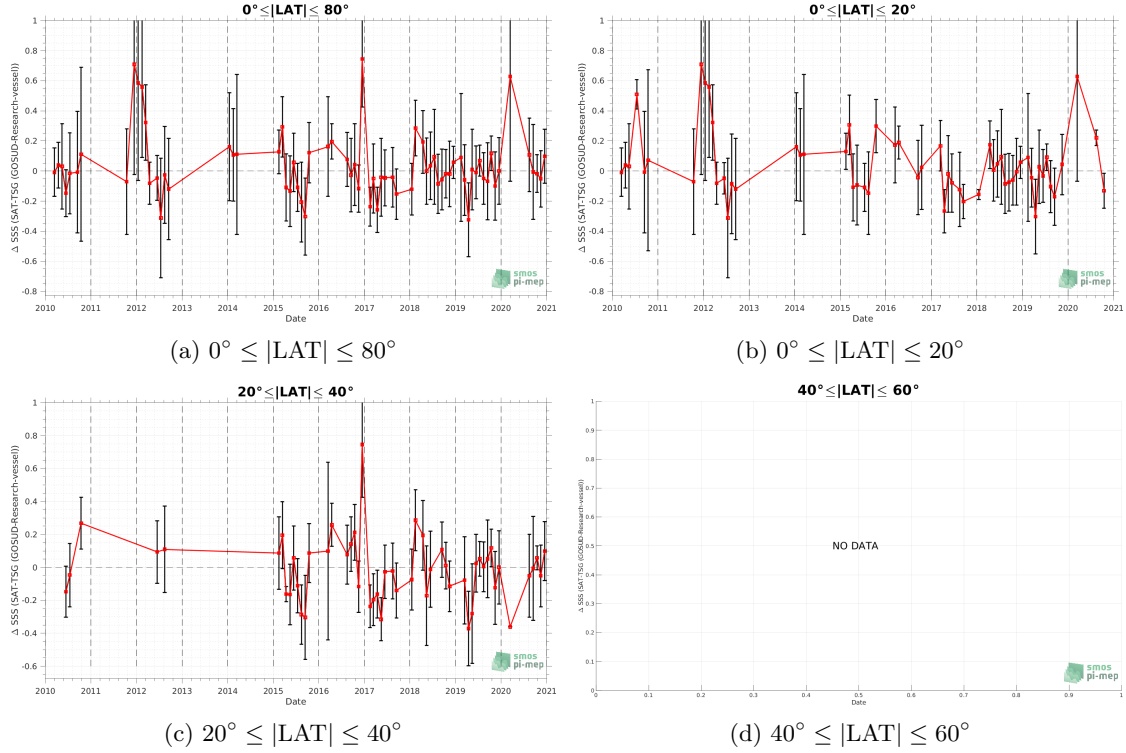 0°≤|LAT|≤ 80°
Δ SSS (SAT-TSG (GOSUD-Research-vessel))
1
0.8
0.6
0.4
0.2
0
-0.2
-0.4
-0.6
-0.8
2010 2011 2012 2013 2014 2015 2016 2017 2018 2019 2020 2021
Date
smos
pi-mep
(a) 0° ≤ |LAT| ≤ 80°
0°≤|LAT|≤ 20°
Δ SSS (SAT-TSG (GOSUD-Research-vessel))
1
0.8
0.6
0.4
0.2
0
-0.2
-0.4
-0.6
-0.8
2010 2011 2012 2013 2014 2015 2016 2017 2018 2019 2020 2021
Date
smos
pi-mep
(b) 0° ≤ |LAT| ≤ 20°
20°≤|LAT|≤ 40°
Δ SSS (SAT-TSG (GOSUD-Research-vessel))
1
0.8
0.6
0.4
0.2
0
-0.2
-0.4
-0.6
2010 2011 2012 2013 2014 2015 2016 2017 2018 2019 2020 2021
Date
smos
pi-mep
(c) 20° ≤ |LAT| ≤ 40°
40°≤|LAT|≤ 60°
Δ SSS (SAT-TSG (GOSUD-Research-vessel))
1
0.9
0.8
0.7
0.6
0.5
0.4
0.3
0.2
0.1
0
NO DATA
0 0.1 0.2 0.3 0.4 0.5 0.6 0.7 0.8 0.9 1
Date
smos
pi-mep
(d) 40° ≤ |LAT| ≤ 60°